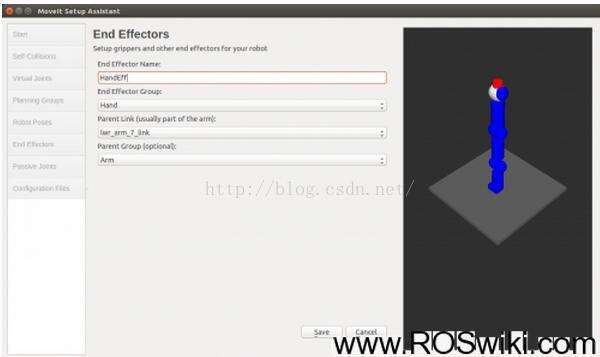 MoveIt Setup Assistant
Start
Self-Collisions
Virtual Joints
Planning Groups
Robot Poses
End Effectors
Passive Joints
Configuration Files
End Effectors
Setup grippers and other end effectors for your robot
End Effector Name:
HandEff
End Effector Group:
Hand
Parent Link (usually part of the arm):
lwr_arm_7_link
Parent Group (optional):
Arm
http://blog.csdn.net/
Save Cancel
www.ROSwiki.com